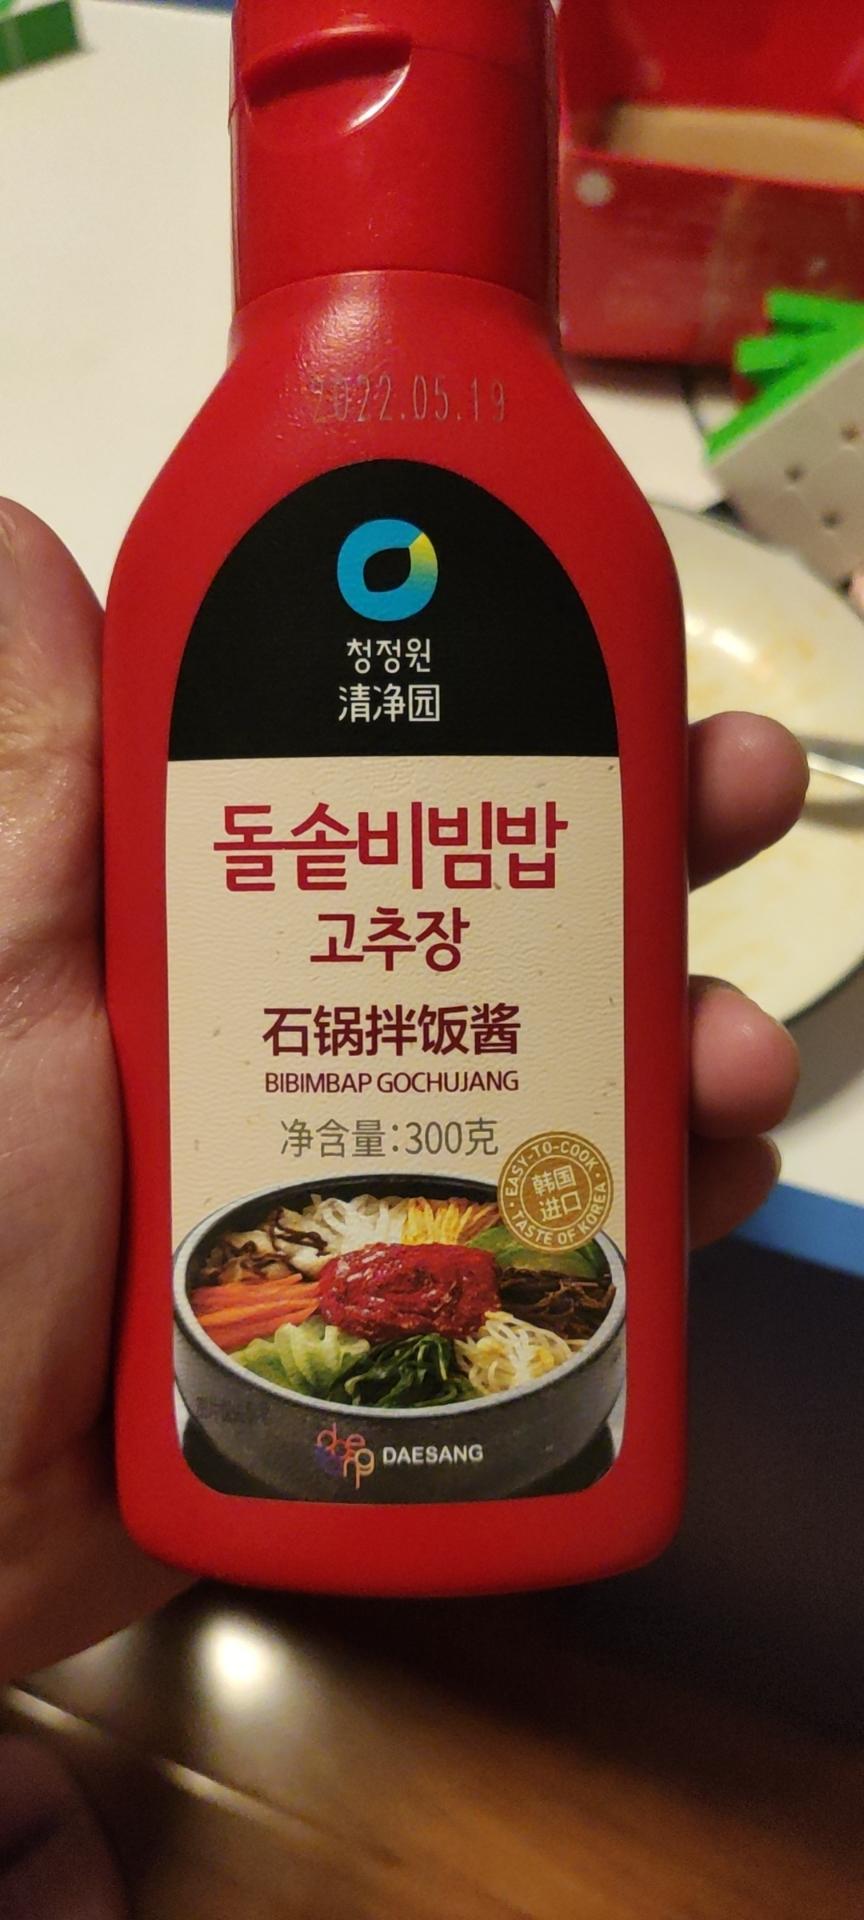 2022.05.19
청정원
清净园
돌솥비빔밥
고추장
石锅拌饭酱
BIBIMBAP GOCHUJANG
净含量:300克
EASY-TO-COOK
韩国
进口
TASTE OF KOREA
DAESANG